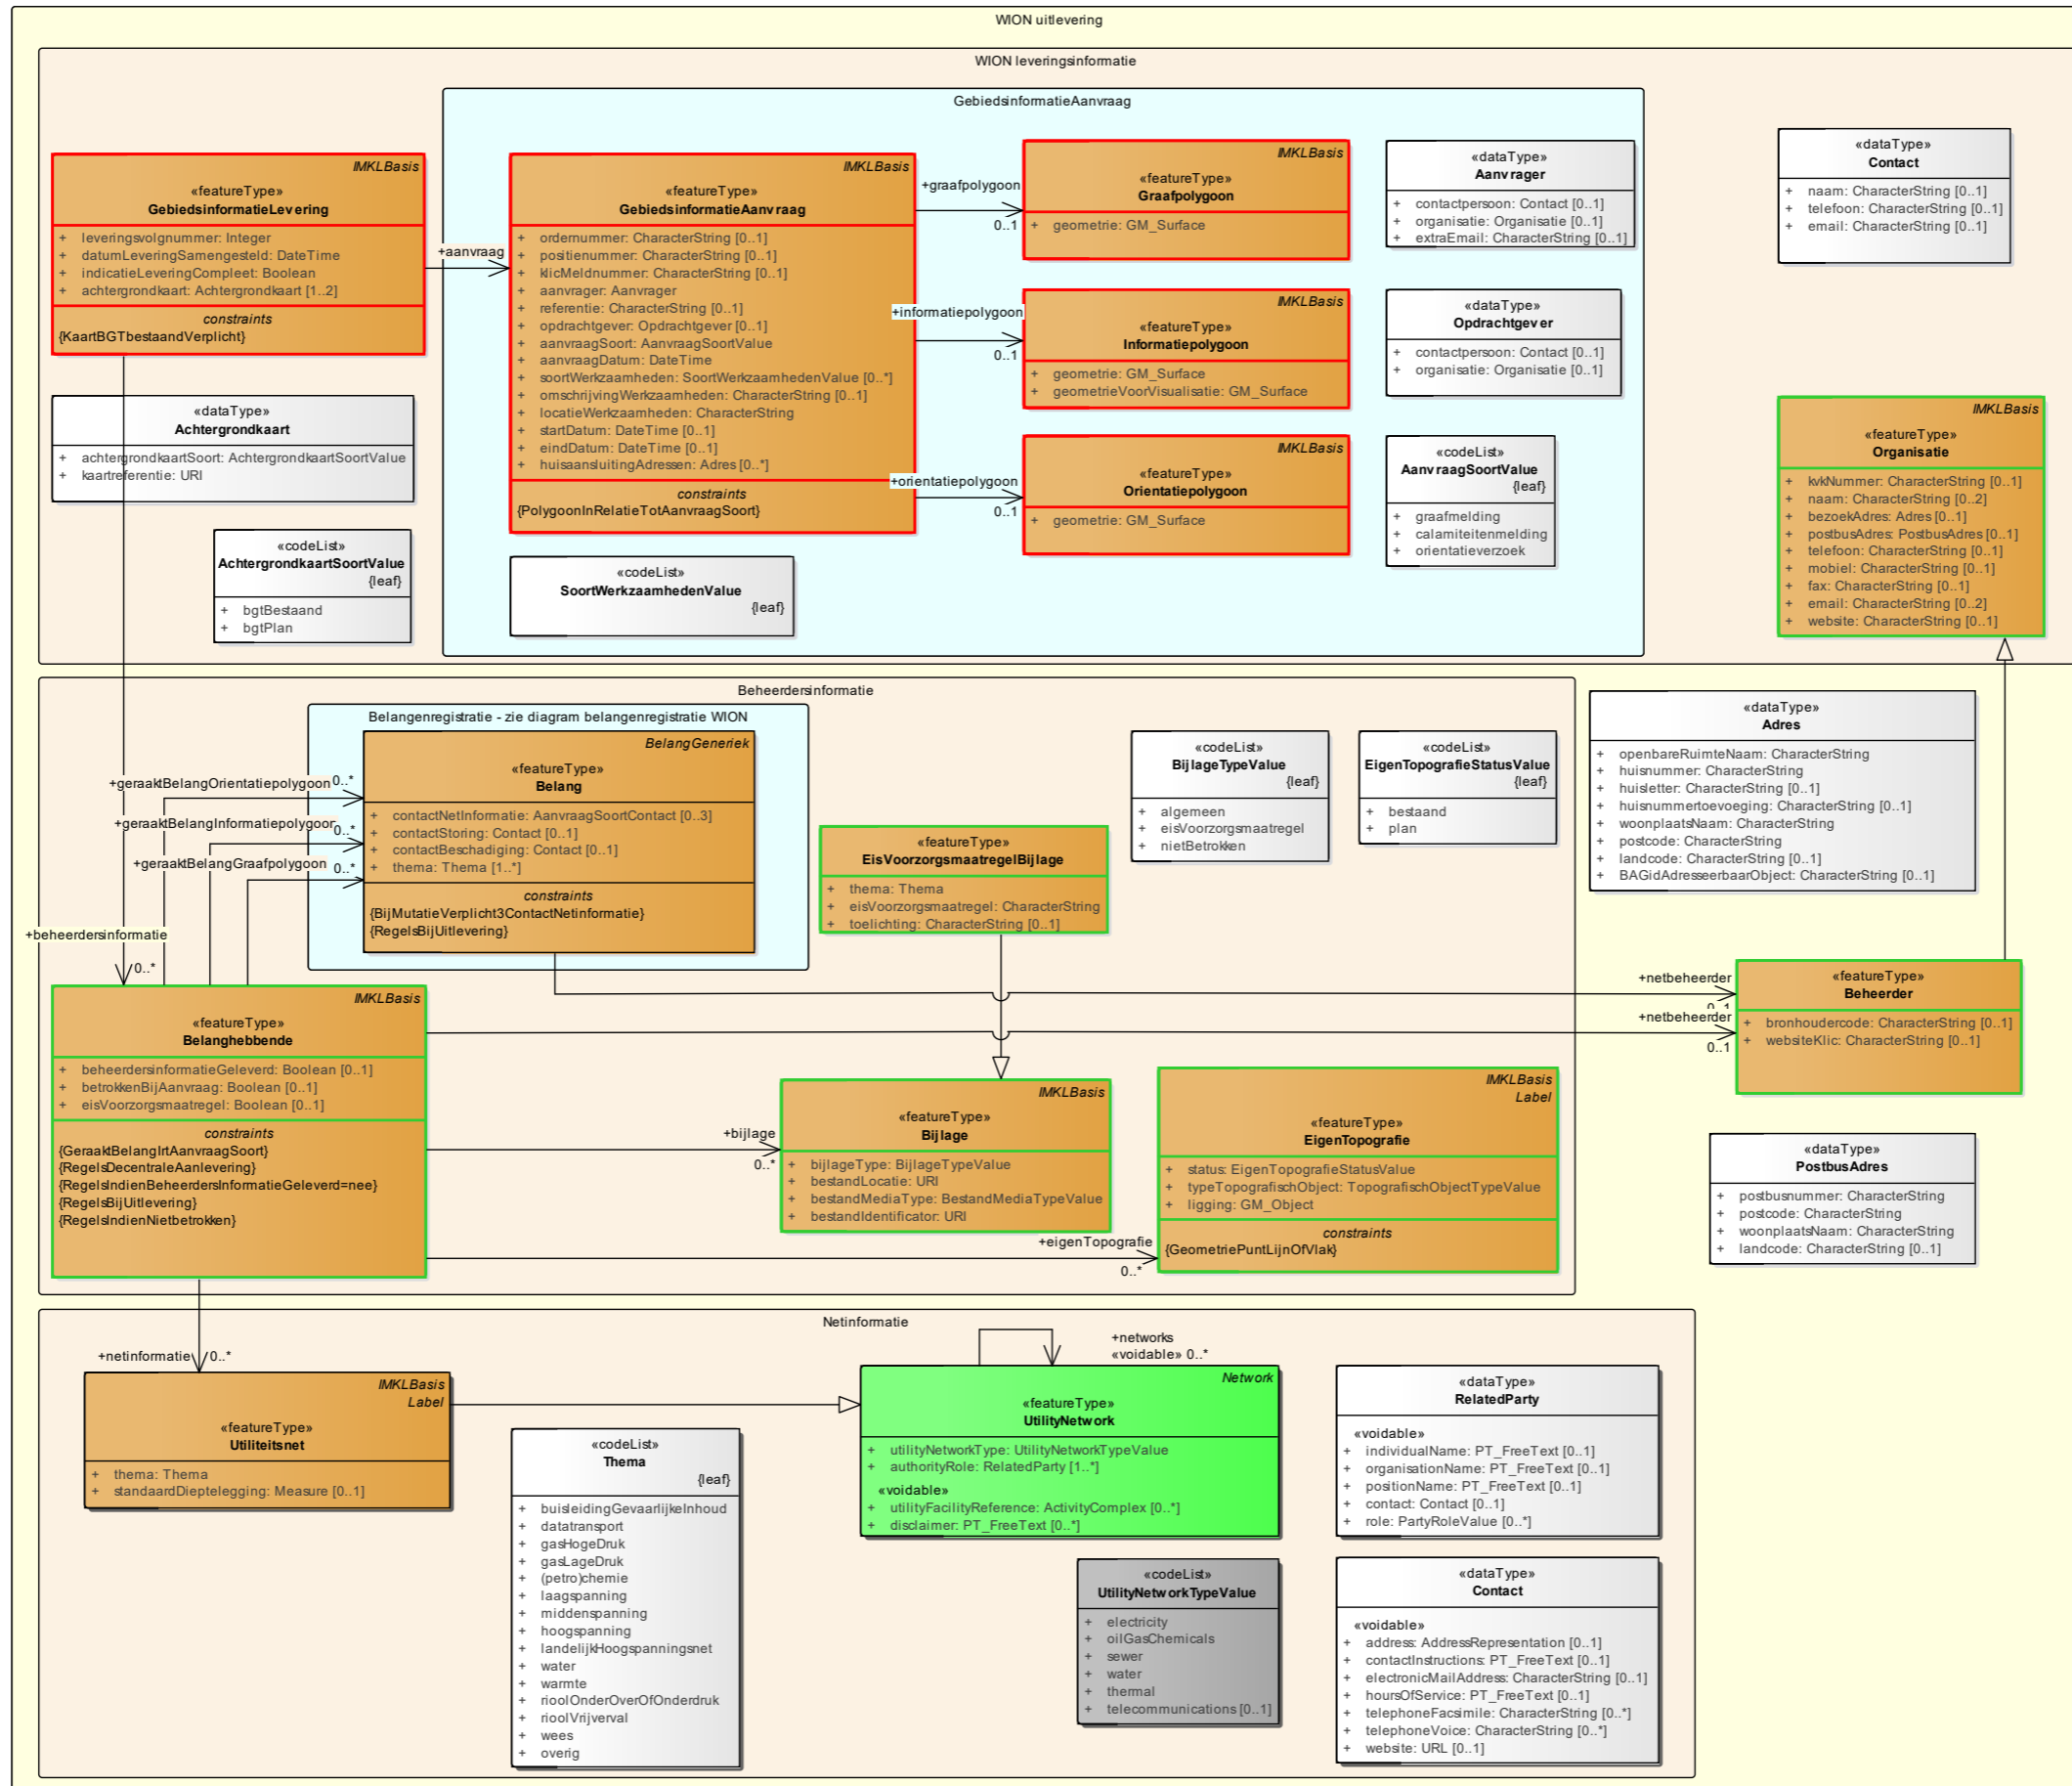 WION uitlevering
WION leveringsinformatie
GebiedsinformatieAanvraag
IMKLBasis
«featureType»
GebiedsinformatieLevering
+ leveringsvolgnummer: Integer
+ datumLeveringSamengesteld: DateTime
+ indicatieLeveringCompleet: Boolean
+ achtergrondkaart: Achtergrondkaart [1..2]
constraints
{KaartBGTbestaandVerplicht}
+aanvraag
IMKLBasis
«featureType»
GebiedsinformatieAanvraag
+ ordernummer: CharacterString [0..1]
+ positienummer: CharacterString [0..1]
+ klicMeldnummer: CharacterString [0..1]
+ aanvrager: Aanvrager
+ referentie: CharacterString [0..1]
+ opdrachtgever: Opdrachtgever [0..1]
+ aanvraagSoort: AanvraagSoortValue
+ aanvraagDatum: DateTime
+ soortWerkzaamheden: SoortWerkzaamhedenValue [0..*]
+ omschrijvingWerkzaamheden: CharacterString [0..1]
+ locatieWerkzaamheden: CharacterString
+ startDatum: DateTime [0..1]
+ eindDatum: DateTime [0..1]
+ huisaansluitingAdressen: Adres [0..*]
constraints
{PolygoonInRelatieTotAanvraagSoort}
+graafpolygoon
0..1
IMKLBasis
«featureType»
Graafpolygoon
+ geometrie: GM_Surface
+informatiepolygoon
0..1
IMKLBasis
«featureType»
Informatiepolygoon
+ geometrie: GM_Surface
+ geometrieVoorVisualisatie: GM_Surface
+orientatiepolygoon
0..1
IMKLBasis
«featureType»
Orientatiepolygoon
+ geometrie: GM_Surface
«dataType»
Aanvrager
+ contactpersoon: Contact [0..1]
+ organisatie: Organisatie [0..1]
+ extraEmail: CharacterString [0..1]
«dataType»
Opdrachtgever
+ contactpersoon: Contact [0..1]
+ organisatie: Organisatie [0..1]
«codeList»
AanvraagSoortValue
{leaf}
+ graafmelding
+ calamiteitenmelding
+ orientatieverzoek
«dataType»
Contact
+ naam: CharacterString [0..1]
+ telefoon: CharacterString [0..1]
+ email: CharacterString [0..1]
IMKLBasis
«featureType»
Organisatie
+ kvkNummer: CharacterString [0..1]
+ naam: CharacterString [0..2]
+ bezoekAdres: Adres [0..1]
+ postbusAdres: PostbusAdres [0..1]
+ telefoon: CharacterString [0..1]
+ mobiel: CharacterString [0..1]
+ fax: CharacterString [0..1]
+ email: CharacterString [0..2]
+ website: CharacterString [0..1]
«dataType»
Achtergrondkaart
+ achtergrondkaartSoort: AchtergrondkaartSoortValue
+ kaartreferentie: URI
«codeList»
AchtergrondkaartSoortValue
{leaf}
+ bgtBestaand
+ bgtPlan
«codeList»
SoortWerkzaamhedenValue
{leaf}
Beheerdersinformatie
Belangenregistratie - zie diagram belangenregistratie WION
BelangGeneriek
«featureType»
Belang
+ contactNetInformatie: AanvraagSoortContact [0..3]
+ contactStoring: Contact [0..1]
+ contactBeschadiging: Contact [0..1]
+ thema: Thema [1..*]
constraints
{BijMutatieVerplicht3ContactNetinformatie}
{RegelsBijUitlevering}
+geraaktBelangOrientatiepolygoon
0..*
+geraaktBelangInformatiepolygoon
0..*
+geraaktBelangGraafpolygoon
0..*
+beheerdersinformatie
0..*
«featureType»
EisVoorzorgsmaatregelBijlage
+ thema: Thema
+ eisVoorzorgsmaatregel: CharacterString
+ toelichting: CharacterString [0..1]
«codeList»
BijlageTypeValue
{leaf}
+ algemeen
+ eisVoorzorgsmaatregel
+ nietBetrokken
«codeList»
EigenTopografieStatusValue
{leaf}
+ bestaand
+ plan
«dataType»
Adres
+ openbareRuimteNaam: CharacterString
+ huisnummer: CharacterString
+ huisletter: CharacterString [0..1]
+ huisnummertoevoeging: CharacterString [0..1]
+ woonplaatsNaam: CharacterString
+ postcode: CharacterString
+ landcode: CharacterString [0..1]
+ BAGidAdresseerbaarObject: CharacterString [0..1]
IMKLBasis
«featureType»
Belanghebbende
+ beheerdersinformatieGeleverd: Boolean [0..1]
+ betrokkenBijAanvraag: Boolean [0..1]
+ eisVoorzorgsmaatregel: Boolean [0..1]
constraints
{GeraaktBelangIrtAanvraagSoort}
{RegelsDecentraleAanlevering}
{RegelsIndienBeheerdersInformatieGeleverd=nee}
{RegelsBijUitlevering}
{RegelsIndienNietbetrokken}
+netbeheerder
0..1
+netbeheerder
0..1
«featureType»
Beheerder
+ bronhoudercode: CharacterString [0..1]
+ websiteKlic: CharacterString [0..1]
+bijlage
0..*
IMKLBasis
«featureType»
Bijlage
+ bijlageType: BijlageTypeValue
+ bestandLocatie: URI
+ bestandMediaType: BestandMediaTypeValue
+ bestandIdentificator: URI
+eigenTopografie
0..*
IMKLBasis
Label
«featureType»
EigenTopografie
+ status: EigenTopografieStatusValue
+ typeTopografischObject: TopografischObjectTypeValue
+ ligging: GM_Object
constraints
{GeometriePuntLijnOfVlak}
«dataType»
PostbusAdres
+ postbusnummer: CharacterString
+ postcode: CharacterString
+ woonplaatsNaam: CharacterString
+ landcode: CharacterString [0..1]
Netinformatie
+netinformatie
0..*
IMKLBasis
Label
«featureType»
Utiliteitsnet
+ thema: Thema
+ standaardDieptelegging: Measure [0..1]
«codeList»
Thema
{leaf}
+ buisleidingGevaarlijkeInhoud
+ datatransport
+ gasHogeDruk
+ gasLageDruk
+ (petro)chemie
+ laagspanning
+ middenspanning
+ hoogspanning
+ landelijkHoogspanningsnet
+ water
+ warmte
+ rioolOnderOverOfOnderdruk
+ rioolVrijverval
+ wees
+ overig
+networks
«voidable» 0..*
Network
«featureType»
UtilityNetwork
+ utilityNetworkType: UtilityNetworkTypeValue
+ authorityRole: RelatedParty [1..*]
«voidable»
+ utilityFacilityReference: ActivityComplex [0..*]
+ disclaimer: PT_FreeText [0..*]
«codeList»
UtilityNetworkTypeValue
+ electricity
+ oilGasChemicals
+ sewer
+ water
+ thermal
+ telecommunications [0..1]
«dataType»
RelatedParty
«voidable»
+ individualName: PT_FreeText [0..1]
+ organisationName: PT_FreeText [0..1]
+ positionName: PT_FreeText [0..1]
+ contact: Contact [0..1]
+ role: PartyRoleValue [0..*]
«dataType»
Contact
«voidable»
+ address: AddressRepresentation [0..1]
+ contactInstructions: PT_FreeText [0..1]
+ electronicMailAddress: CharacterString [0..1]
+ hoursOfService: PT_FreeText [0..1]
+ telephoneFacsimile: CharacterString [0..*]
+ telephoneVoice: CharacterString [0..*]
+ website: URL [0..1]